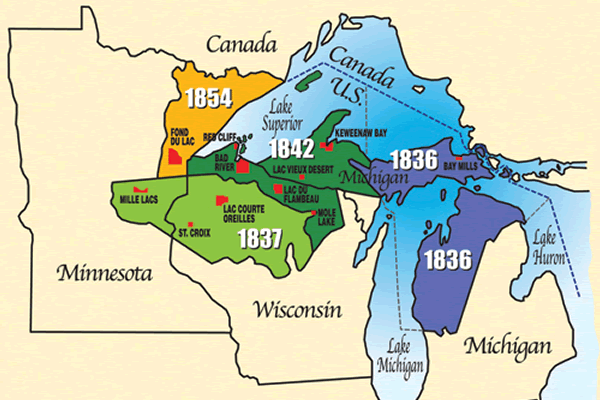 Canada
Canada
U.S.
1854
Lake
Superior
FOND
DU LAC
RED CLIFF
BAD
RIVER
1842
KEWEENAW BAY
LAC VIEUX DESERT
Michigan
1836
BAY MILLS
MILLE LACS
LAC DU
FLAMBEAU
LAC COURTE
OREILLES
MOLE
LAKE
ST. CROIX
1837
1836
Lake
Huron
Minnesota
Wisconsin
Lake
Michigan
Michigan